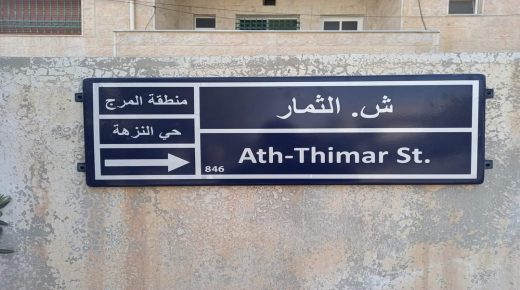 ش. الثمار
Ath-Thimar St.
منطقة المرج
حي النزهة
846